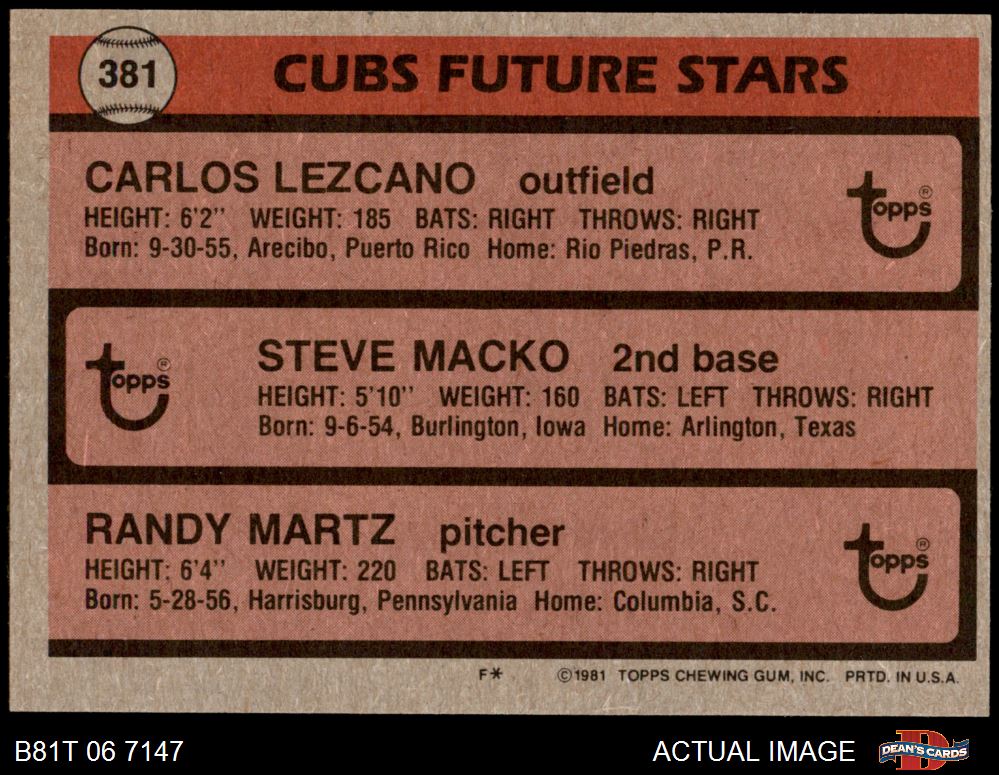 381
CUBS FUTURE STARS
CARLOS LEZCANO outfield
HEIGHT: 6'2" WEIGHT: 185 BATS: RIGHT THROWS: RIGHT
Born: 9-30-55, Arecibo, Puerto Rico Home: Rio Piedras, P.R.
topps ®
topps ®
STEVE MACKO 2nd base
HEIGHT: 5'10" WEIGHT: 160 BATS: LEFT THROWS: RIGHT
Born: 9-6-54, Burlington, Iowa Home: Arlington, Texas
RANDY MARTZ pitcher
HEIGHT: 6'4" WEIGHT: 220 BATS: LEFT THROWS: RIGHT
Born: 5-28-56, Harrisburg, Pennsylvania Home: Columbia, S.C.
topps ®
F* ©1981 TOPPS CHEWING GUM, INC. PRTD. IN U.S.A.
B81T 06 7147 ACTUAL IMAGE D DEAN'S CARDS